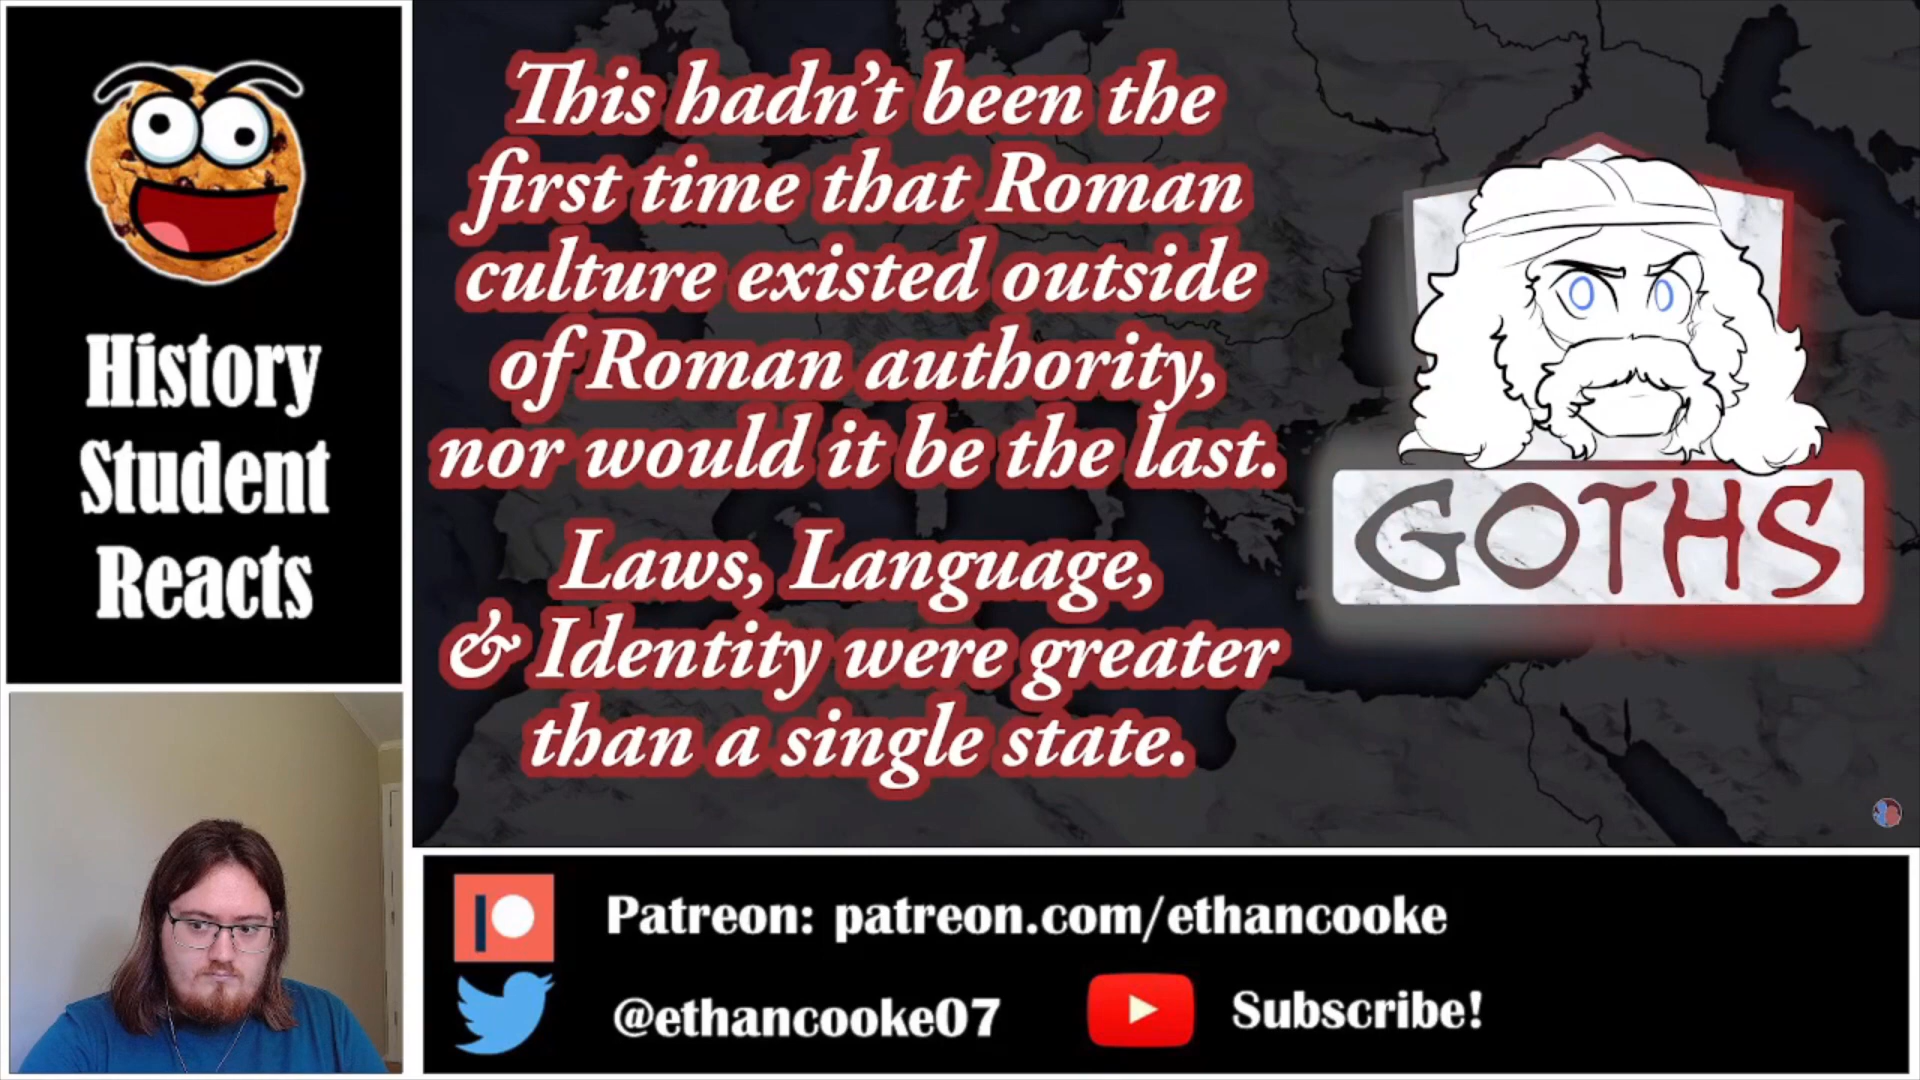 History
Student
Reacts
This hadn't been the
first time that Roman
culture existed outside
of Roman authority,
nor would it be the last.
Laws, Language,
& Identity were greater
than a single state.
GOTHS
Patreon: patreon.com/ethancooke
@ethancooke07
Subscribe!